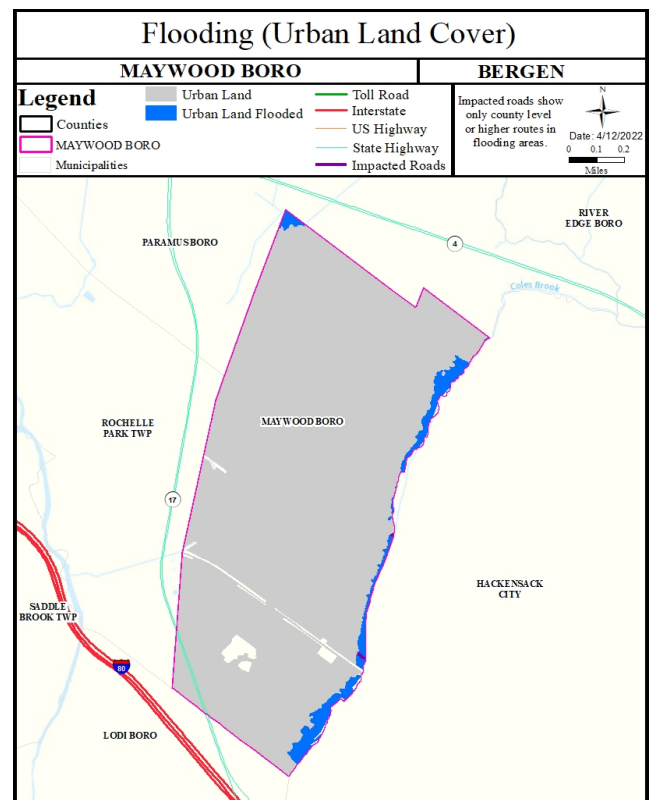 Flooding (Urban Land Cover)
MAYWOOD BORO
BERGEN
Legend
Counties
MAYWOOD BORO
Municipalities
Urban Land
Urban Land Flooded
Toll Road
Interstate
US Highway
State Highway
Impacted Roads
Impacted roads show
only county level
or higher routes in
flooding areas.
N
Date: 4/12/2022
0 0.1 0.2
Miles
RIVER
EDGE BORO
PARAMUS BORO
4
Coles Brook
ROCHELLE
PARK TWP
MAYWOOD BORO
17
HACKENSACK
CITY
SADDLE
BROOK TWP
80
LODI BORO